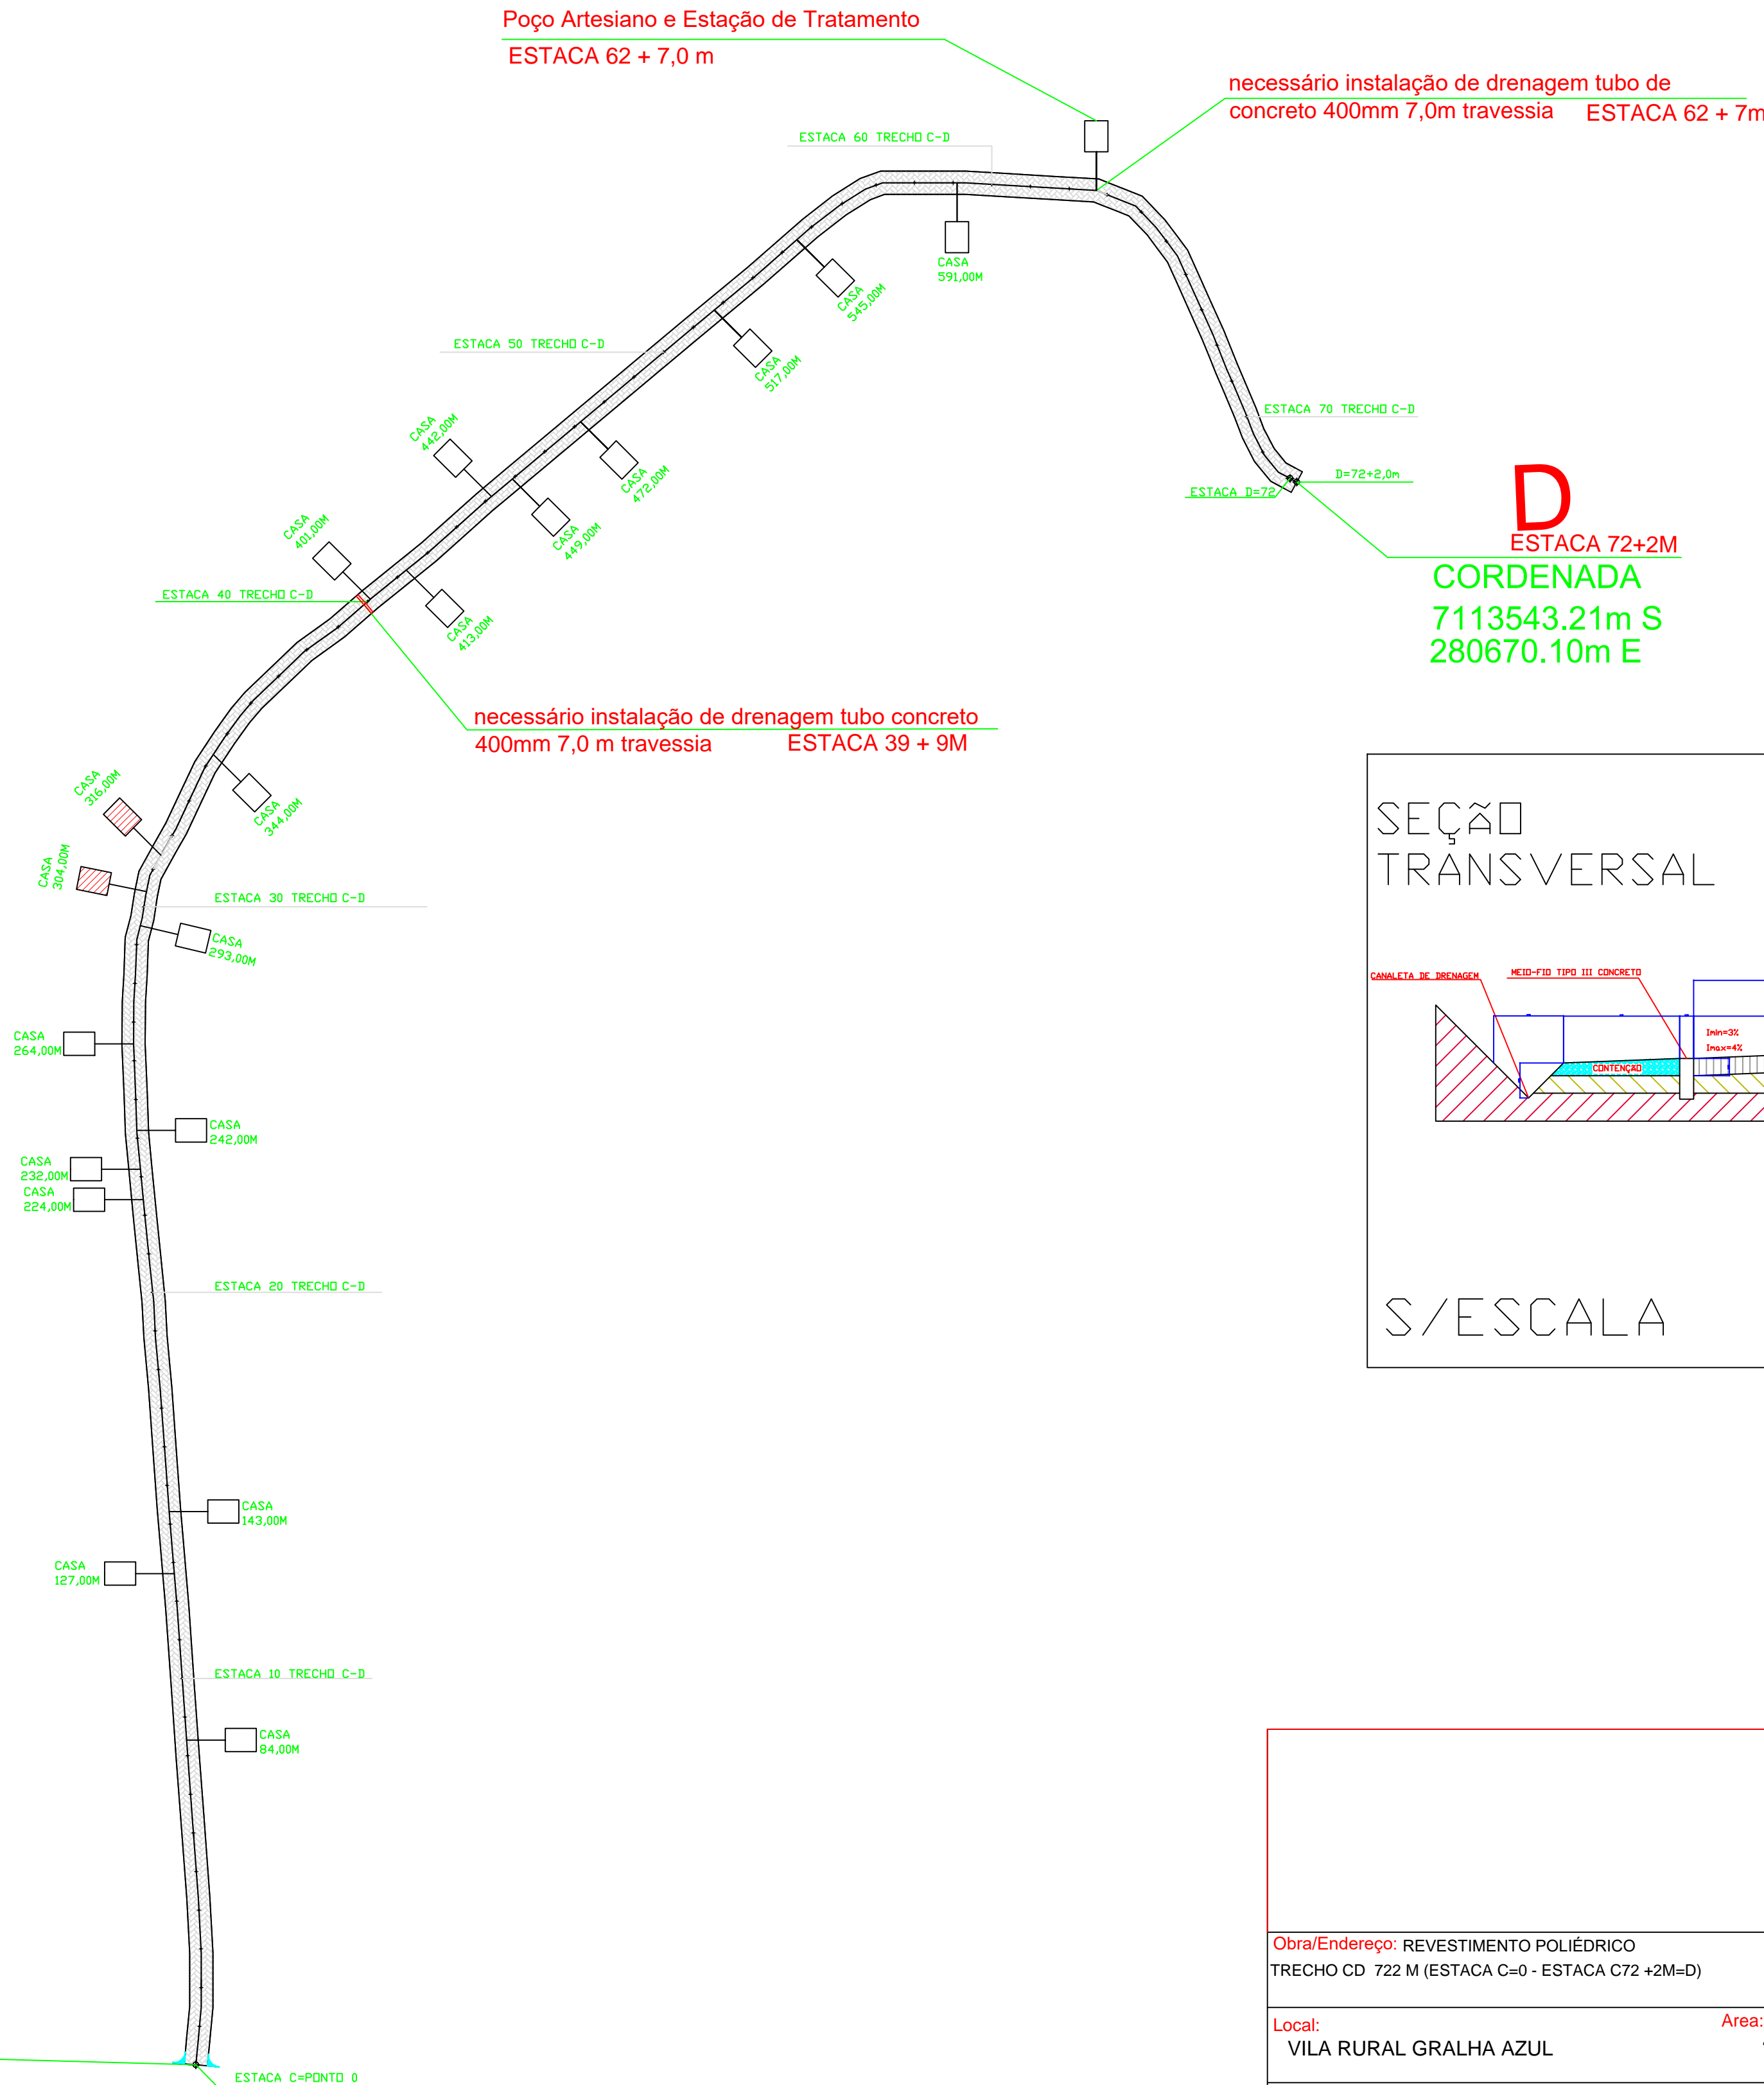 Poço Artesiano e Estação de Tratamento
ESTACA 62 + 7,0 m
necessário instalação de drenagem tubo de
concreto 400mm 7,0m travessia ESTACA 62 + 7m
ESTACA 60 TRECHO C-D
CASA
591,00M
CASA
545,00M
CASA
517,00M
ESTACA 50 TRECHO C-D
ESTACA 70 TRECHO C-D
CASA
442,00M
CASA
472,00M
CASA
449,00M
D=72+2,0m
ESTACA D=72
D
ESTACA 72+2M
CORDENADA
7113543.21m S
280670.10m E
CASA
401,00M
ESTACA 40 TRECHO C-D
CASA
413,00M
necessário instalação de drenagem tubo concreto
400mm 7,0 m travessia ESTACA 39 + 9M
CASA
316,00M
CASA
344,00M
CASA
304,00M
ESTACA 30 TRECHO C-D
CASA
293,00M
SEÇÃO
TRANSVERSAL
CANALETA DE DRENAGEM
MEIO-FIO TIPO III CONCRETO
Imin=3%
Imax=4%
CONTENÇÃO
CASA
264,00M
CASA
242,00M
CASA
232,00M
CASA
224,00M
ESTACA 20 TRECHO C-D
S/ESCALA
CASA
143,00M
CASA
127,00M
ESTACA 10 TRECHO C-D
CASA
84,00M
Obra/Endereço: REVESTIMENTO POLIÉDRICO
TRECHO CD 722 M (ESTACA C=0 - ESTACA C72 +2M=D)
Local:
VILA RURAL GRALHA AZUL
Area:
ESTACA C=PONTO 0